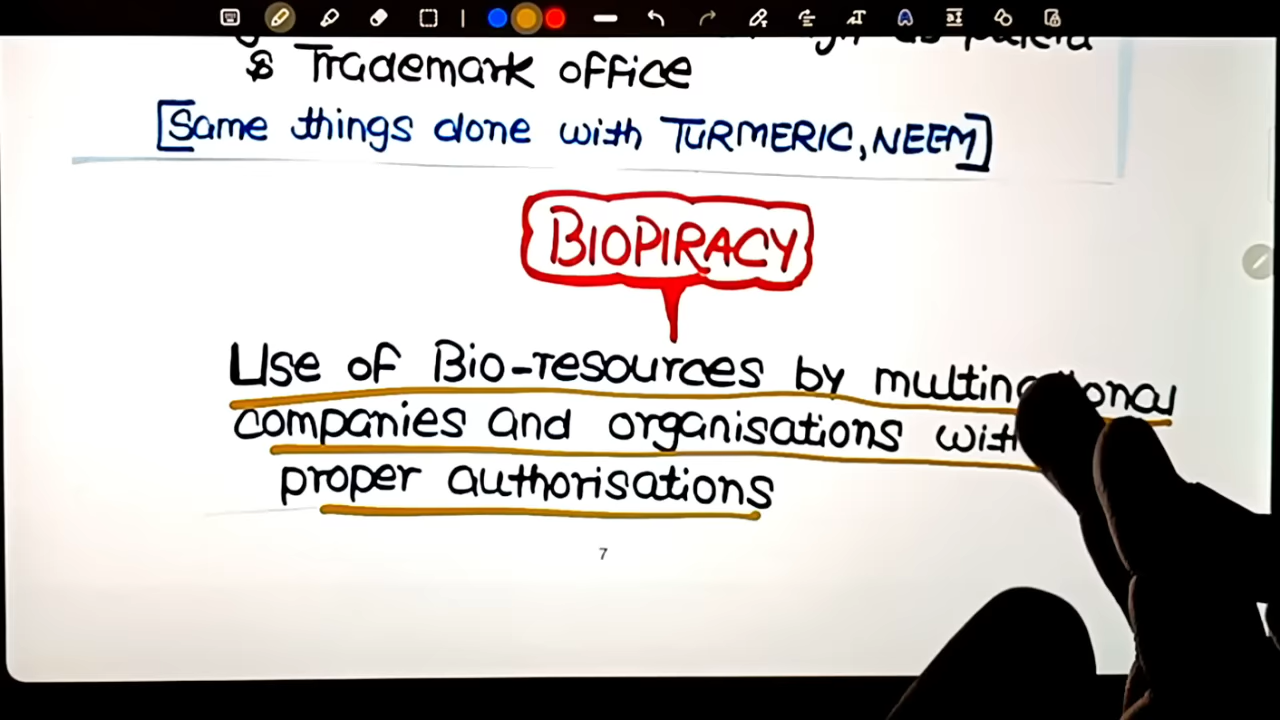 & Trademark office
[Same things done with TURMERIC, NEEM]
BIOPIRACY
Use of Bio-resources by
companies and organisations
proper authorisations
7